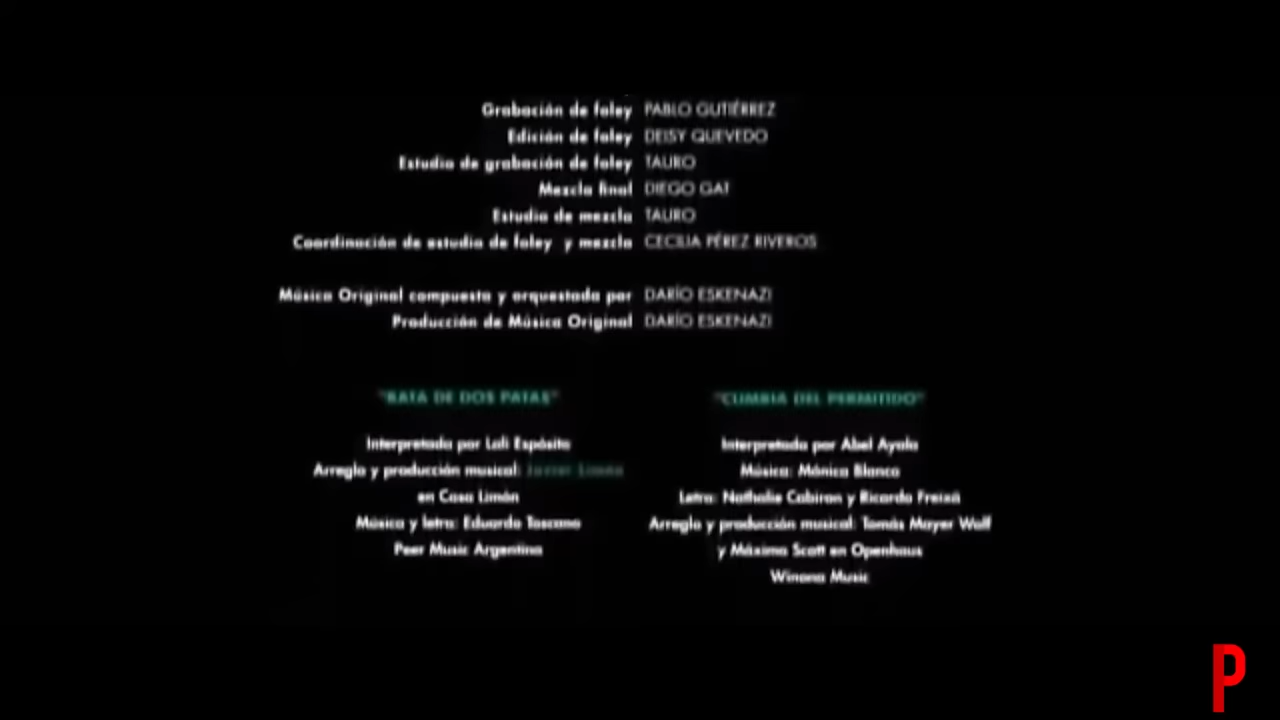 Grabación de foley PABLO GUTIÉRREZ
Edición de foley DEISY QUEVEDO
Estudio de grabación de foley TAURO
Mezcla final DIEGO GAT
Estudio de mezcla TAURO
Coordinación de estudio de foley y mezcla CECILIA PÉREZ RIVEROS
Música Original compuesta y orquestada por DARÍO ESKENAZI
Producción de Música Original DARÍO ESKENAZI
"RATA DE DOS PATAS"
Interpretada por Lali Espósito
Arreglo y producción musical: Javier Limón
en Casa Limón
Música y letra: Eduardo Toscano
Peer Music Argentina
"CUMBIA DEL PERMITIDO"
Interpretada por Abel Ayala
Música: Mónica Blanco
Letra: Nathalie Cabiron y Ricardo Freixá
Arreglo y producción musical: Tomás Mayer Wolf
y Máximo Scott en Openhaus
Winona Music
P